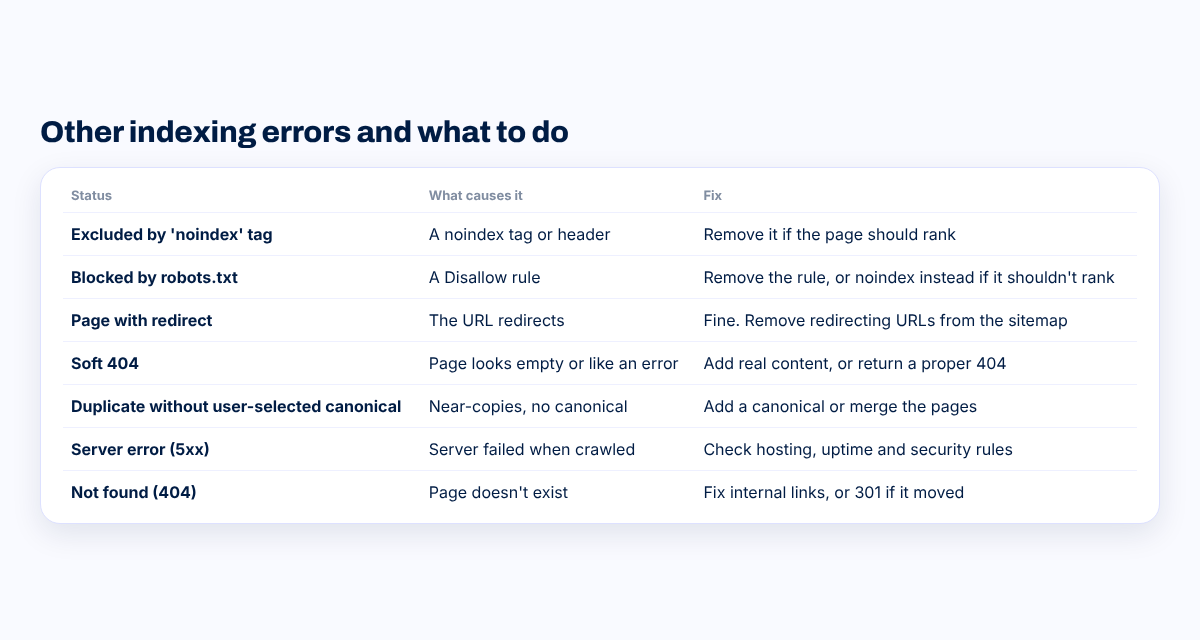 Other indexing errors and what to do
Status What causes it Fix
Excluded by 'noindex' tag A noindex tag or header Remove it if the page should rank
Blocked by robots.txt A Disallow rule Remove the rule, or noindex instead if it shouldn't rank
Page with redirect The URL redirects Fine. Remove redirecting URLs from the sitemap
Soft 404 Page looks empty or like an error Add real content, or return a proper 404
Duplicate without user-selected canonical Near-copies, no canonical Add a canonical or merge the pages
Server error (5xx) Server failed when crawled Check hosting, uptime and security rules
Not found (404) Page doesn't exist Fix internal links, or 301 if it moved